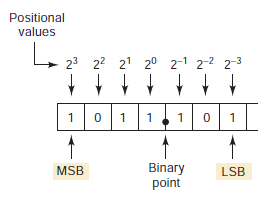 Positional
values
2³ 2² 2¹ 2⁰ 2⁻¹ 2⁻² 2⁻³
1 0 1 1 1 0 1
MSB Binary LSB
point